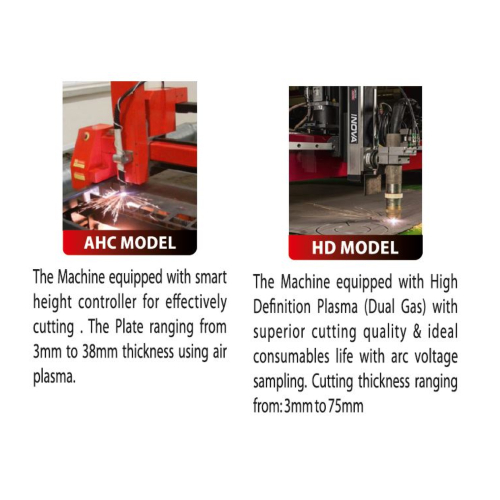 INOVA
AHC MODEL
HD MODEL
The Machine equipped with smart
height controller for effectively
cutting . The Plate ranging from
3mm to 38mm thickness using air
plasma.
The Machine equipped with High
Definition Plasma (Dual Gas) with
superior cutting quality & ideal
consumables life with arc voltage
sampling. Cutting thickness ranging
from: 3mm to 75mm